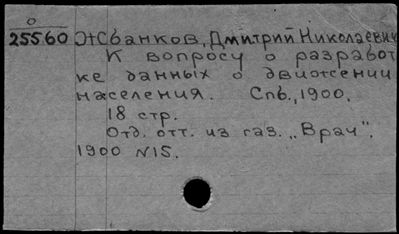 О
25560 Жбанков, Дмитрий Николаевич
К вопросу о разработ
ке данных о движении
населения. Спб., 1900.
18 стр.
Отд. отт. из газ. „Врач".
1900 N15.